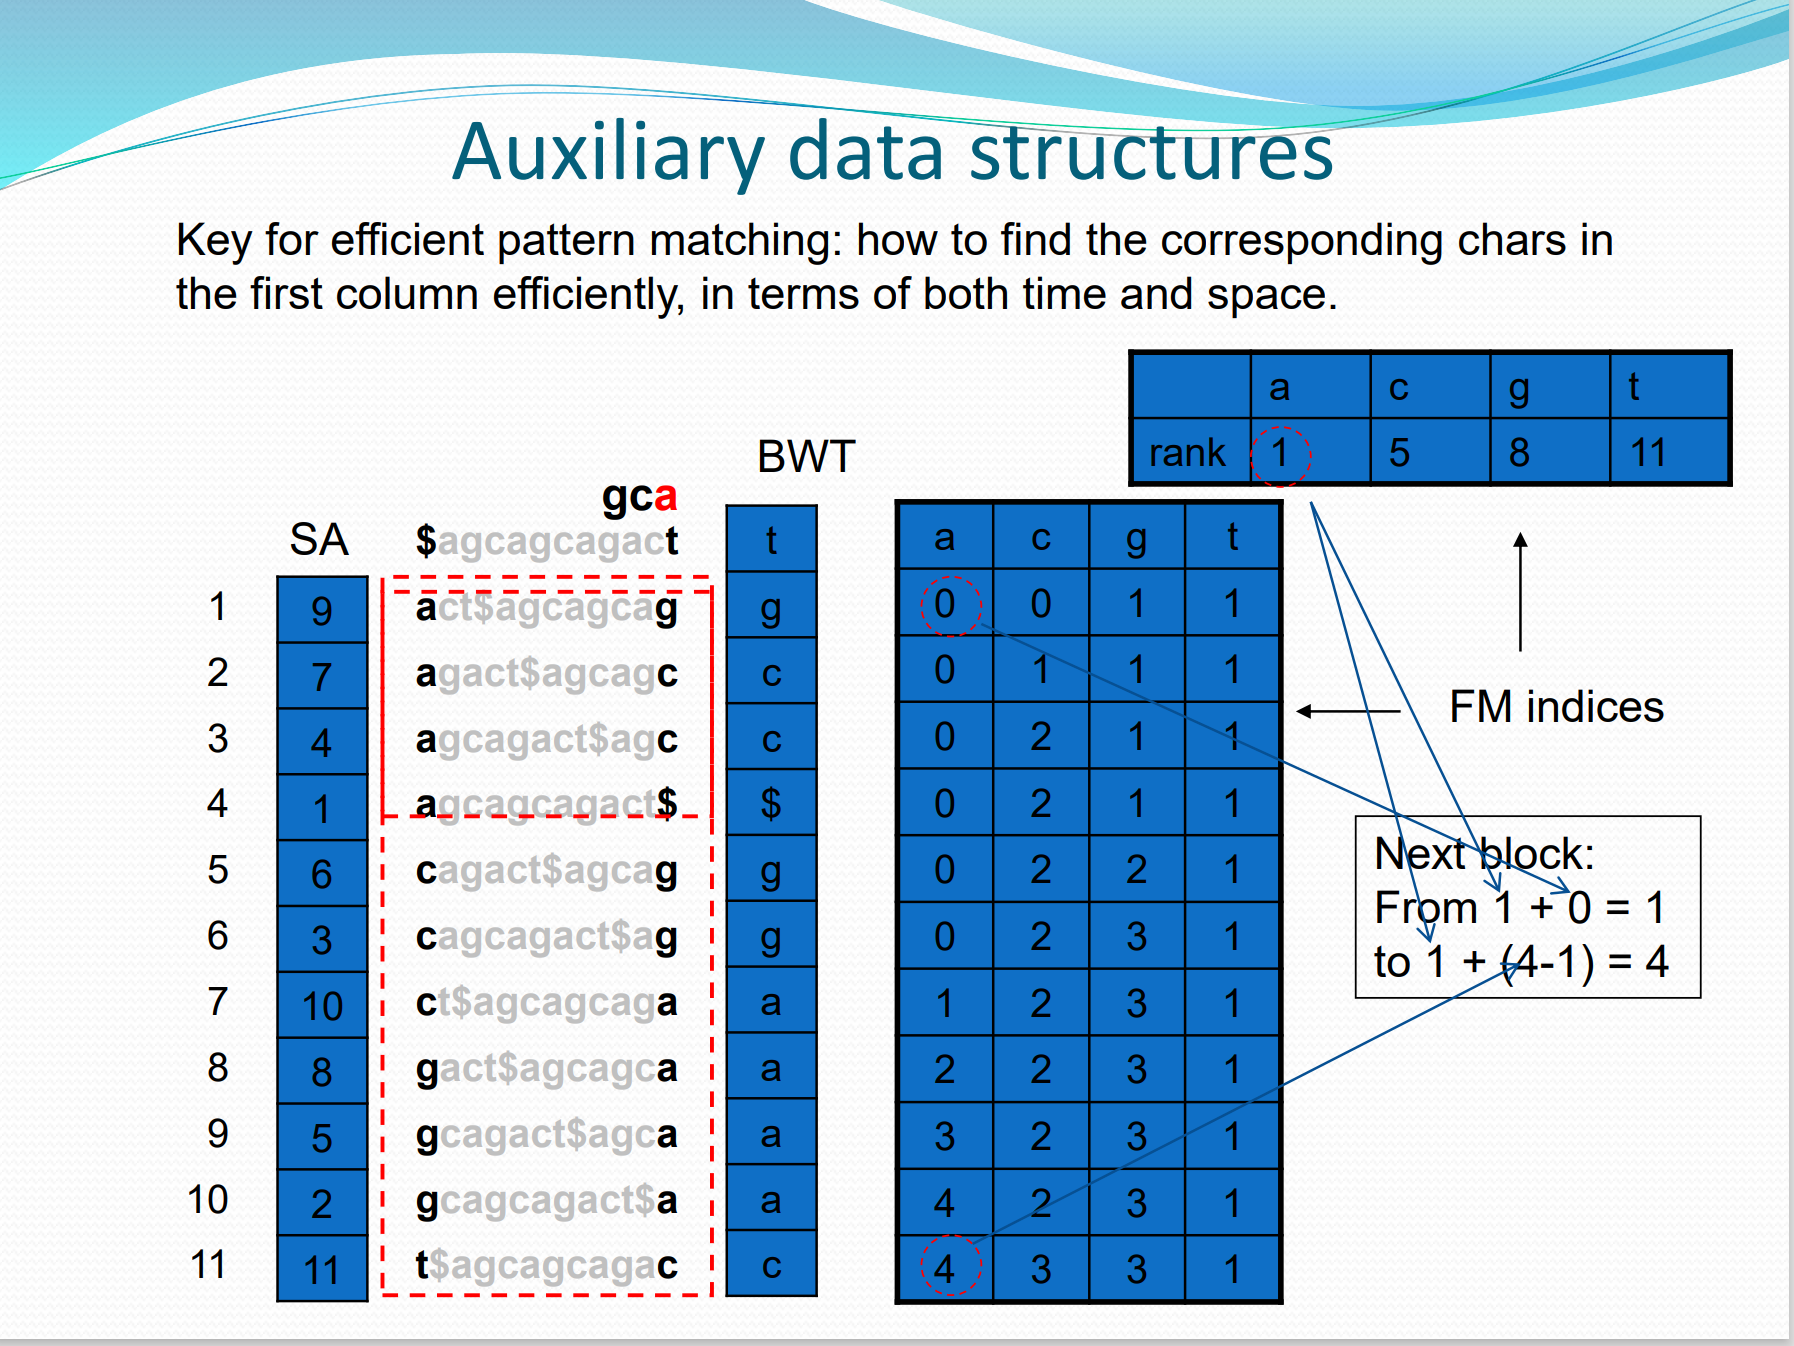 Auxiliary data structures
Key for efficient pattern matching: how to find the corresponding chars in
the first column efficiently, in terms of both time and space.
a c g t
rank 1 5 8 11
BWT
gca
SA $agcagcagact t a c g t
1 9 act$agcagcag g 0 0 1 1
2 7 agact$agcagc c 0 1 1 1
3 4 agcagact$agc c 0 2 1 1
4 1 agcagcagact$ $ 0 2 1 1
5 6 cagact$agcag g 0 2 2 1
6 3 cagcagact$ag g 0 2 3 1
7 10 ct$agcagcaga a 1 2 3 1
8 8 gact$agcagca a 2 2 3 1
9 5 gcagact$agca a 3 2 3 1
10 2 gcagcagact$a a 4 2 3 1
11 11 t$agcagcagac c 4 3 3 1
FM indices
Next block:
From 1 + 0 = 1
to 1 + (4-1) = 4